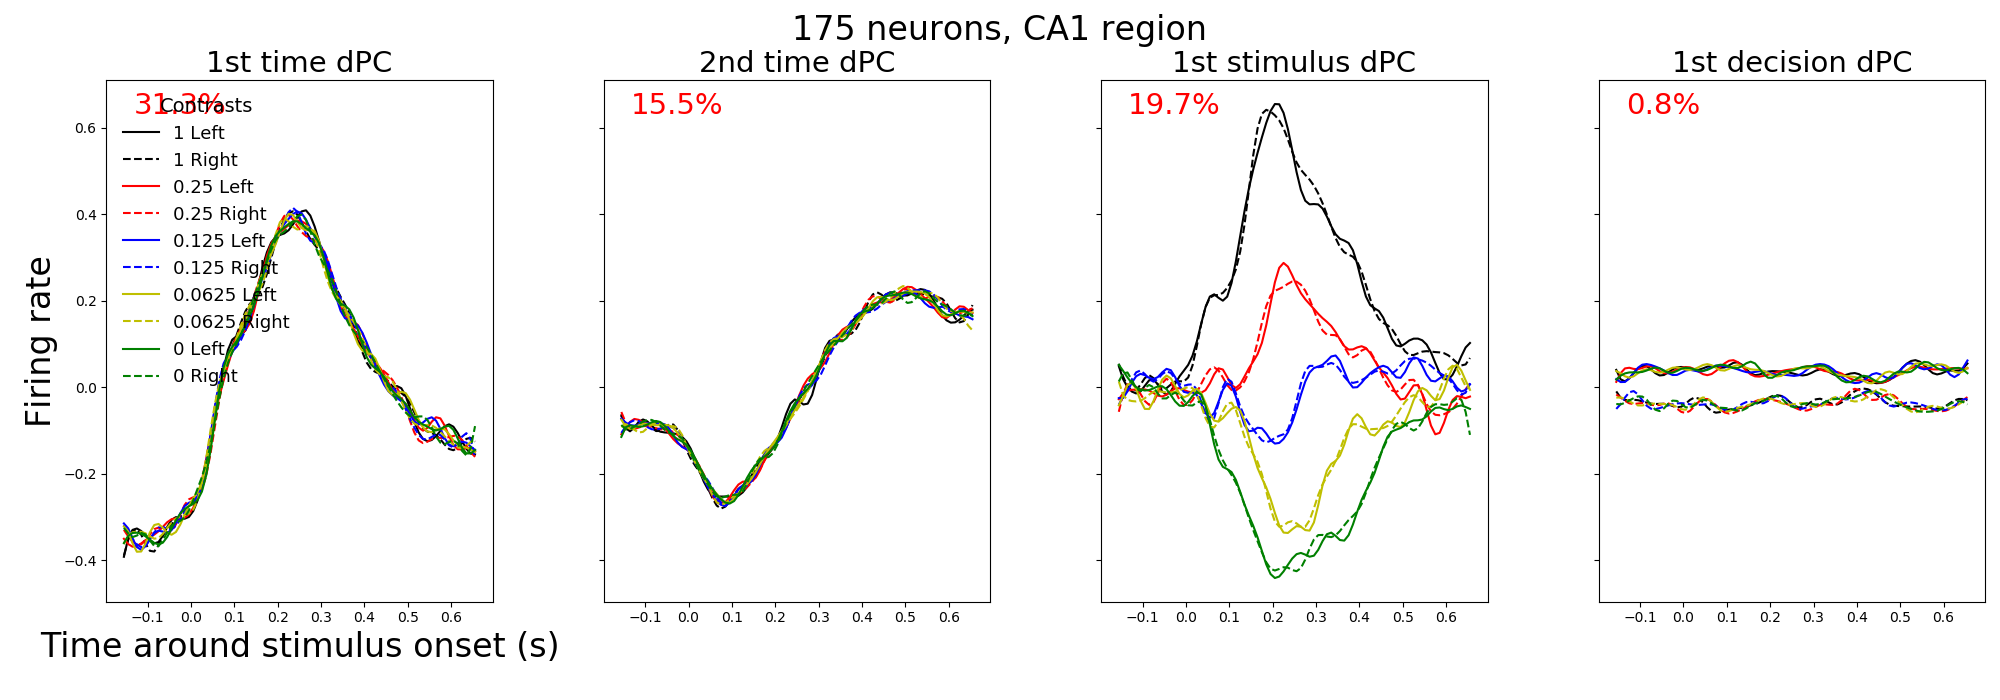 175 neurons, CA1 region
1st time dPC
2nd time dPC
1st stimulus dPC
1st decision dPC
31.3%
15.5%
19.7%
0.8%
Contrasts
1 Left
1 Right
0.25 Left
0.25 Right
0.125 Left
0.125 Right
0.0625 Left
0.0625 Right
0 Left
0 Right
Firing rate
0.6
0.4
0.2
0.0
−0.2
−0.4
−0.1 0.0 0.1 0.2 0.3 0.4 0.5 0.6
−0.1 0.0 0.1 0.2 0.3 0.4 0.5 0.6
−0.1 0.0 0.1 0.2 0.3 0.4 0.5 0.6
−0.1 0.0 0.1 0.2 0.3 0.4 0.5 0.6
Time around stimulus onset (s)